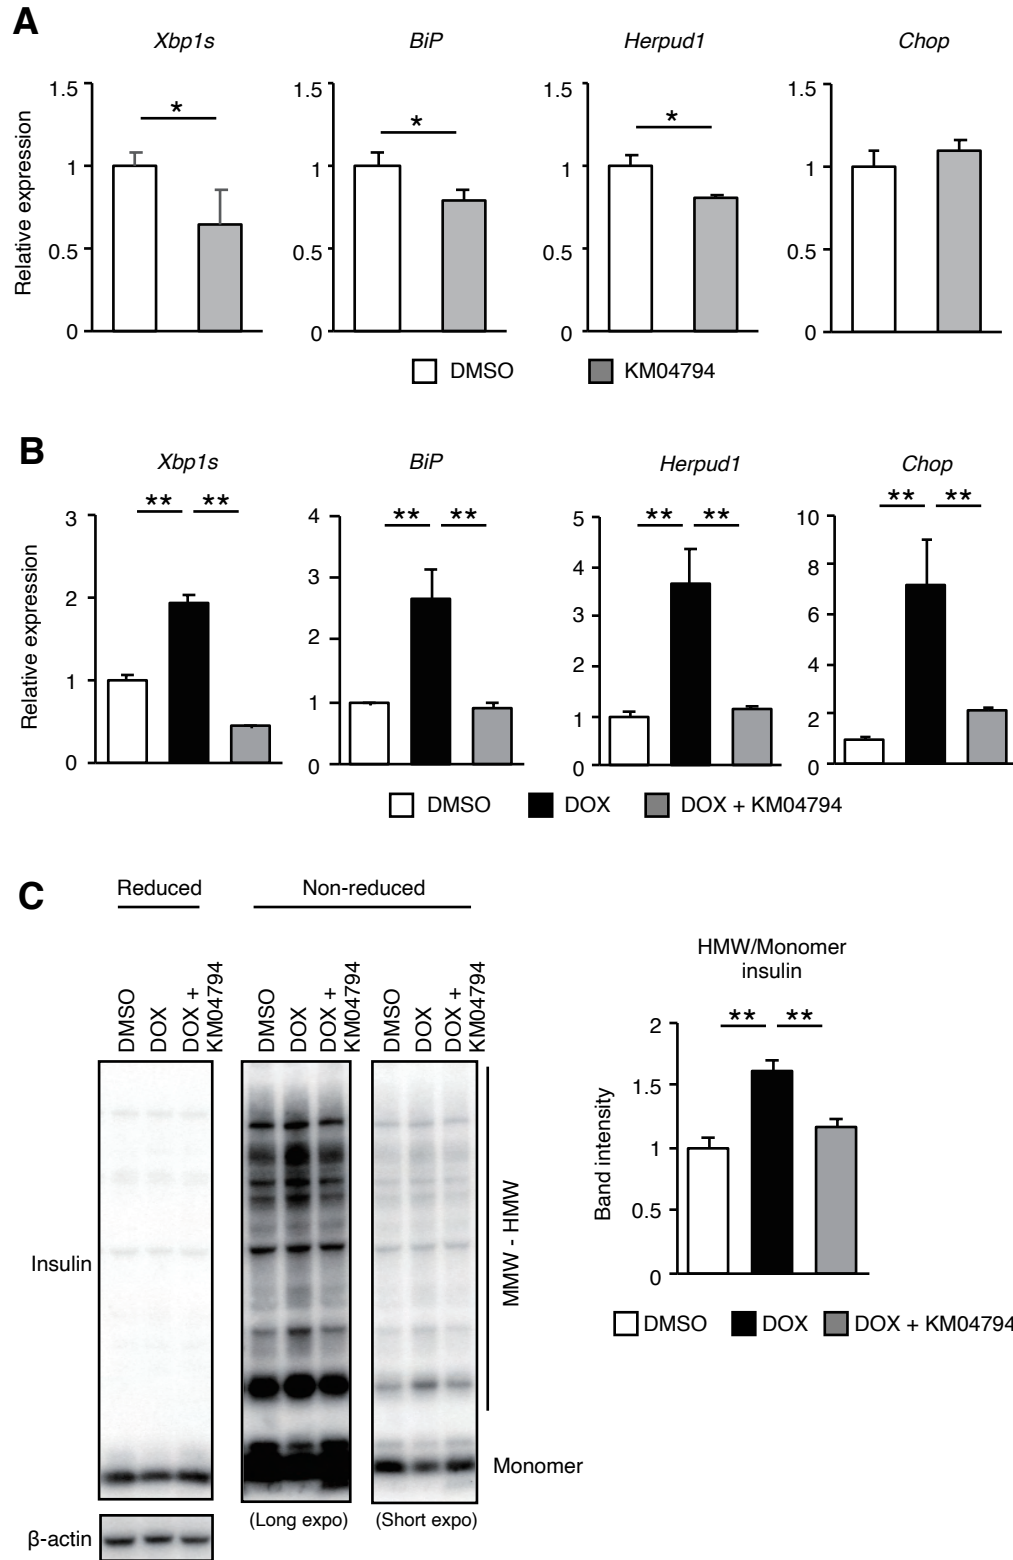 A
Xbp1s BiP Herpud1 Chop
Relative expression
1.5 1.5 1.5 1.5
* * *
1 1 1 1
0.5 0.5 0.5 0.5
0 0 0 0
DMSO KM04794
B
Xbp1s BiP Herpud1 Chop
Relative expression
** ** ** ** ** ** ** **
3 4 5 10
2 3 4 8
1 2 3 6
0 1 2 4
0 1 2
0 0
DMSO DOX DOX + KM04794
C
Reduced Non-reduced
DMSO
DOX
DOX +
KM04794
DMSO
DOX
DOX +
KM04794
DMSO
DOX
DOX +
KM04794
Insulin
MMW - HMW
Monomer
(Long expo) (Short expo)
β-actin
HMW/Monomer
insulin
Band intensity
** **
2
1.5
1
0.5
0
DMSO DOX DOX + KM04794